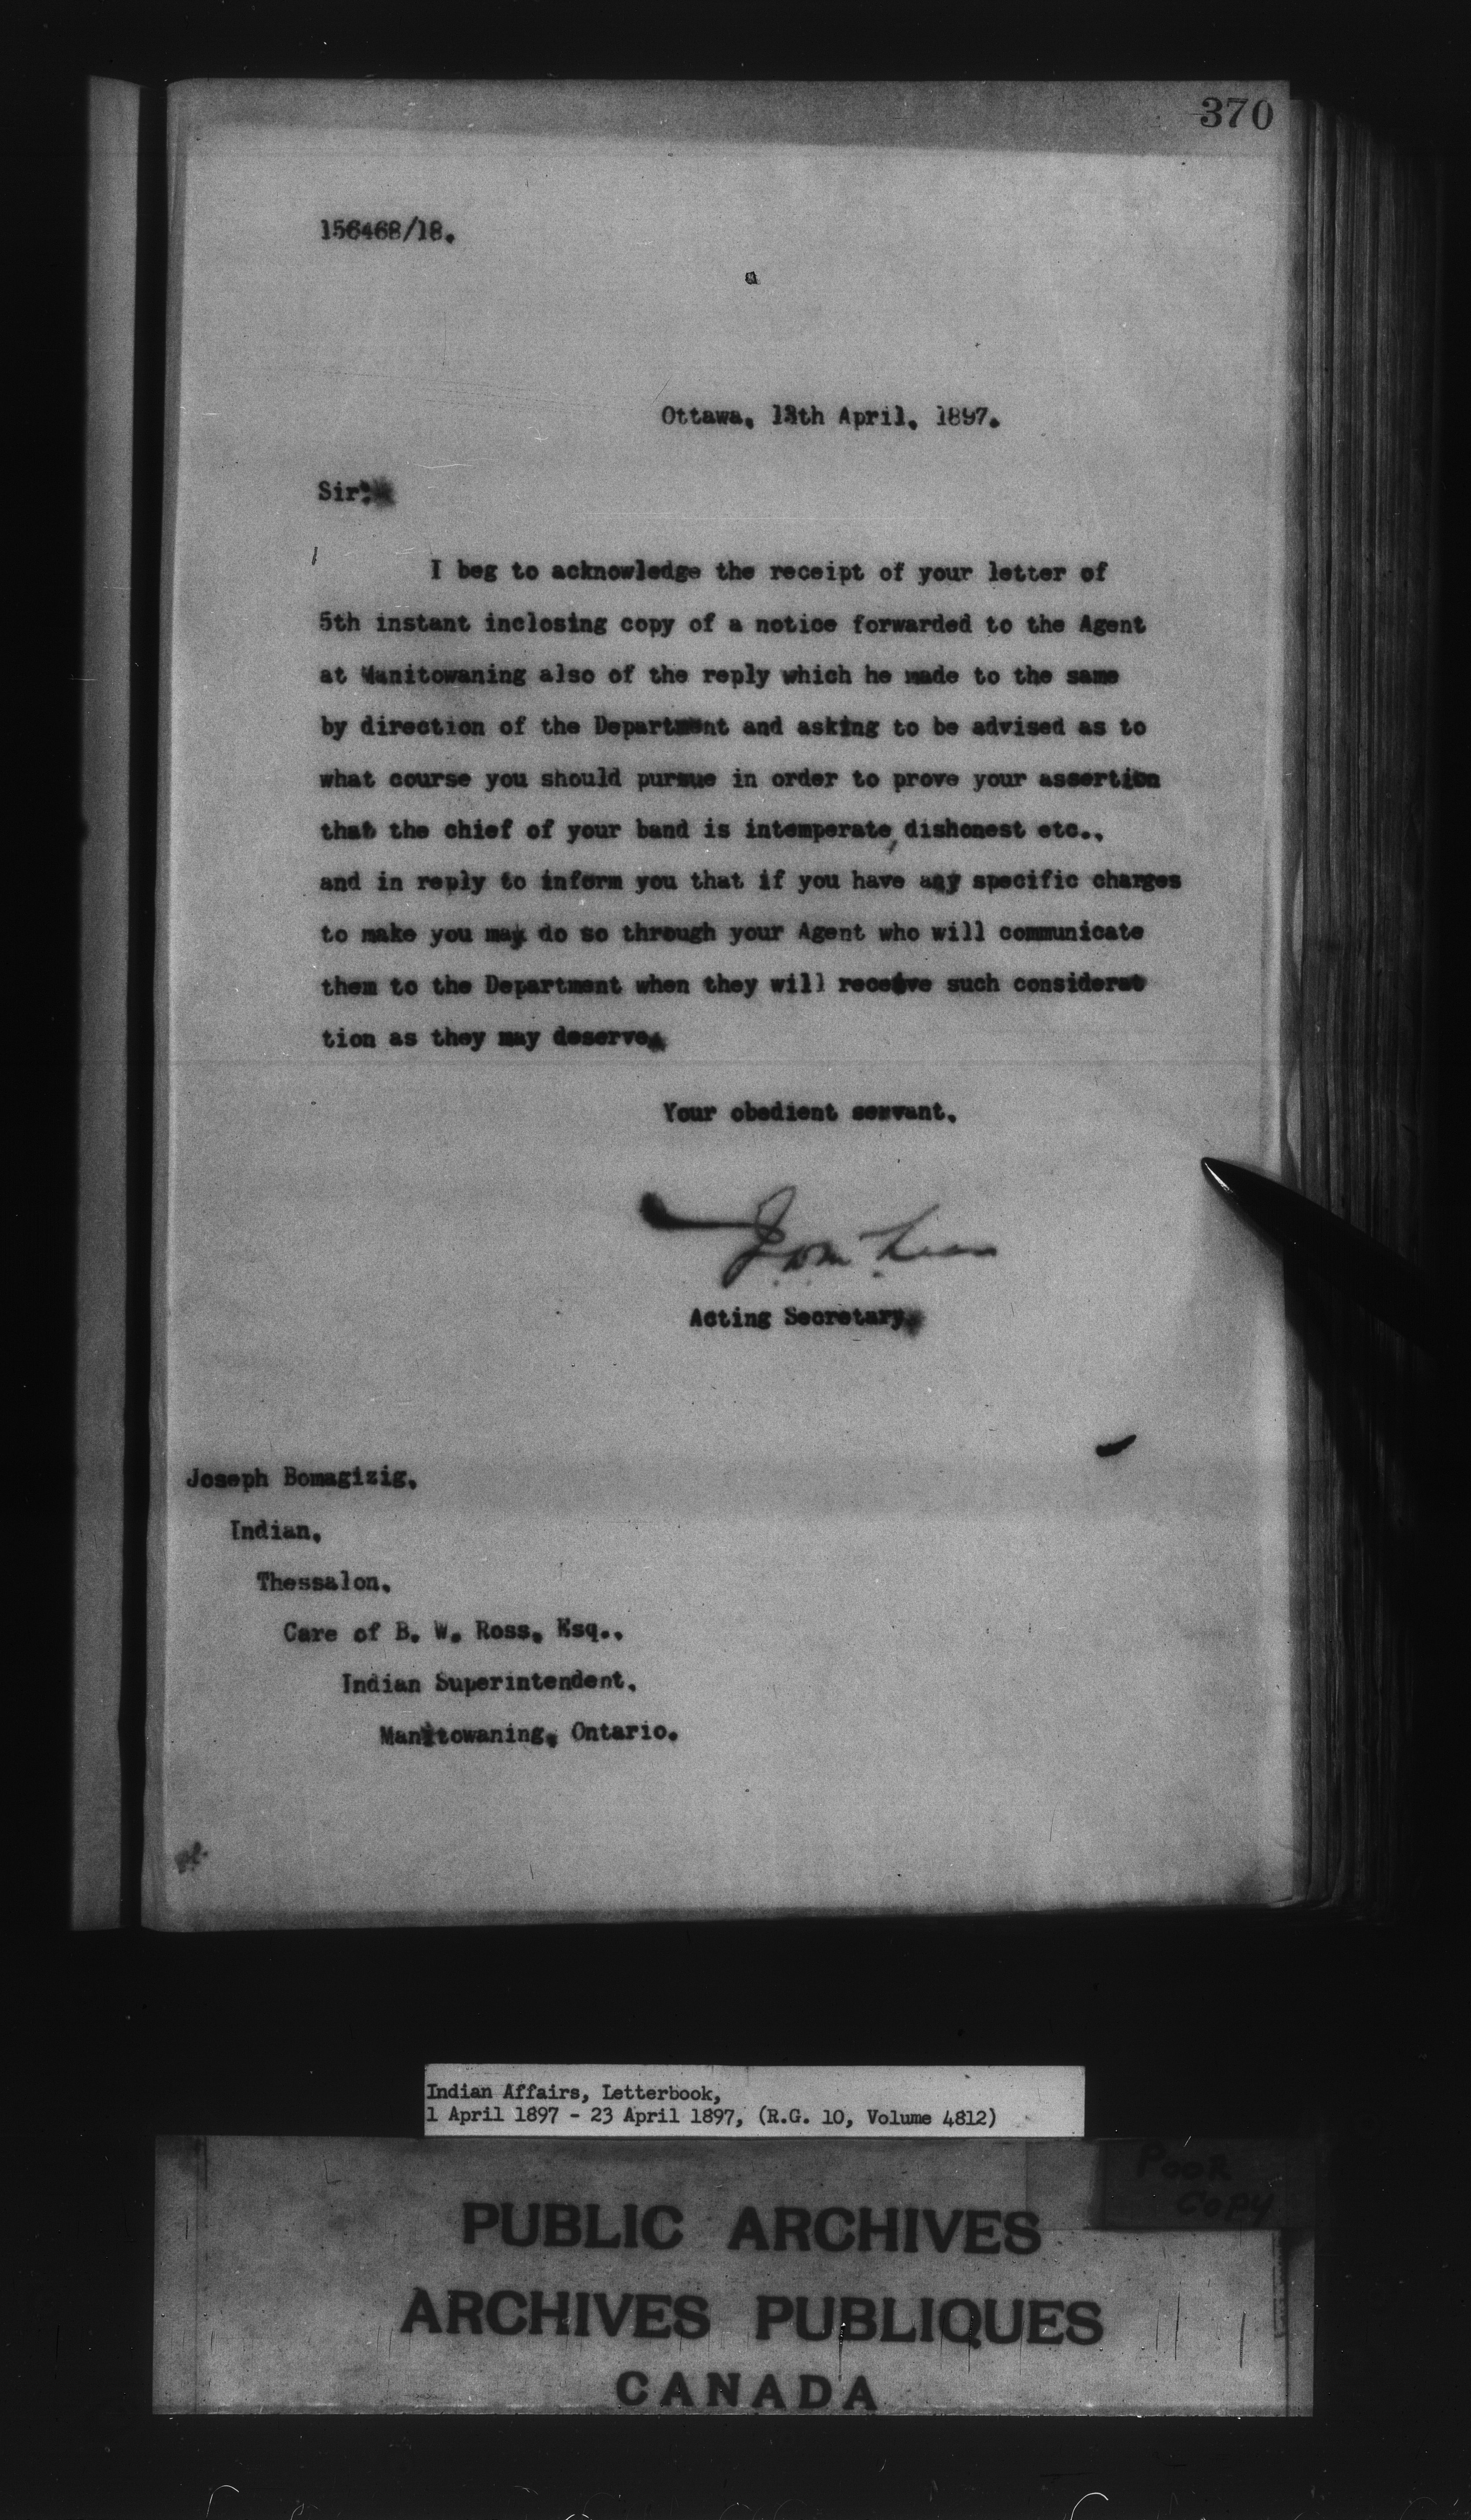 370
156468/18.
Ottawa, 13th April, 1897.
Sir:
I beg to acknowledge the receipt of your letter of
5th instant inclosing copy of a notice forwarded to the Agent
at Manitowaning also of the reply which he made to the same
by direction of the Department and asking to be advised as to
what course you should pursue in order to prove your assertion
that the chief of your band is intemperate, dishonest etc.,
and in reply to inform you that if you have any specific charges
to make you may do so through your Agent who will communicate
them to the Department when they will receive such considerat
tion as they may deserve.
Your obedient servant.
Acting Secretary.
Joseph Bomagizig.
Indian.
Thessalon.
Care of B. W. Ross, Esq.,
Indian Superintendent.
Manitowaning, Ontario.
Indian Affairs, Letterbook,
1 April 1897 - 23 April 1897, (R.G. 10, Volume 4812)
POOR
COPY
PUBLIC ARCHIVES
ARCHIVES PUBLIQUES
CANADA